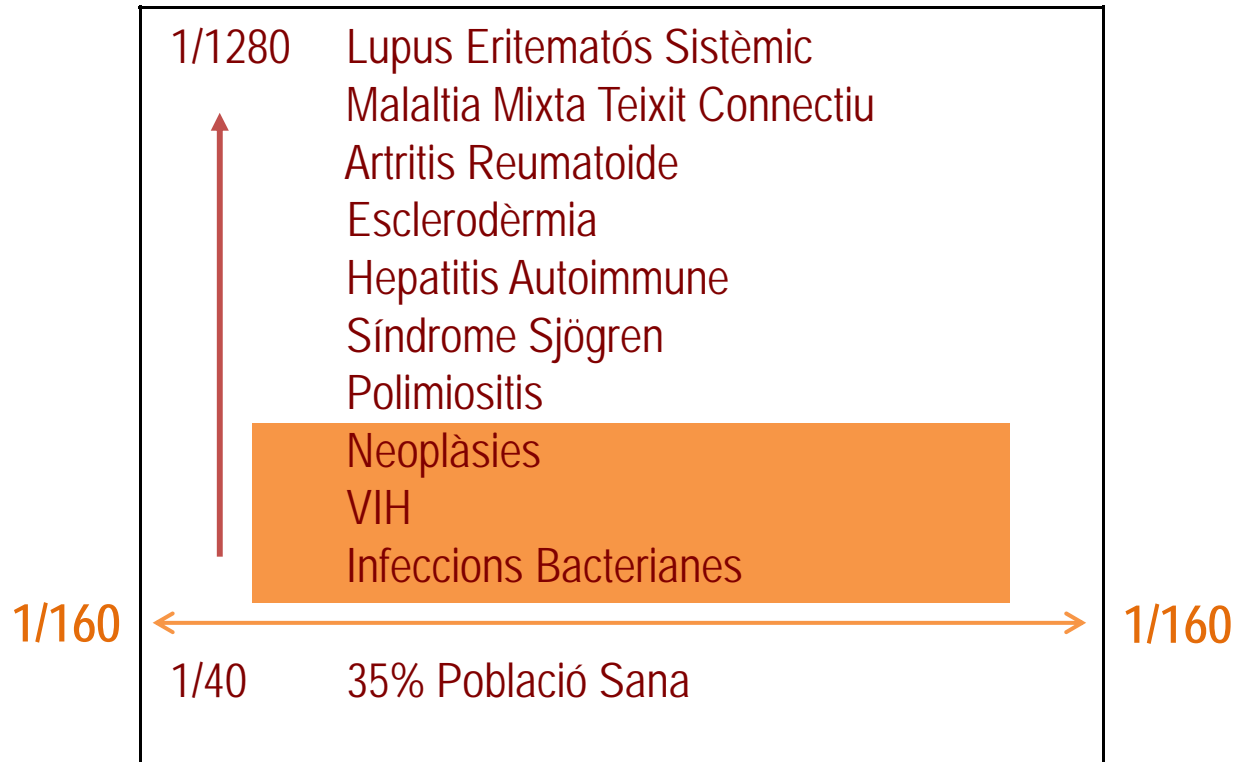 1/1280 Lupus Eritematós Sistèmic
Malaltia Mixta Teixit Connectiu
Artritis Reumatoide
Esclerodèrmia
Hepatitis Autoimmune
Síndrome Sjögren
Polimiositis
Neoplàsies
VIH
Infeccions Bacterianes
1/160 1/160
1/40 35% Població Sana